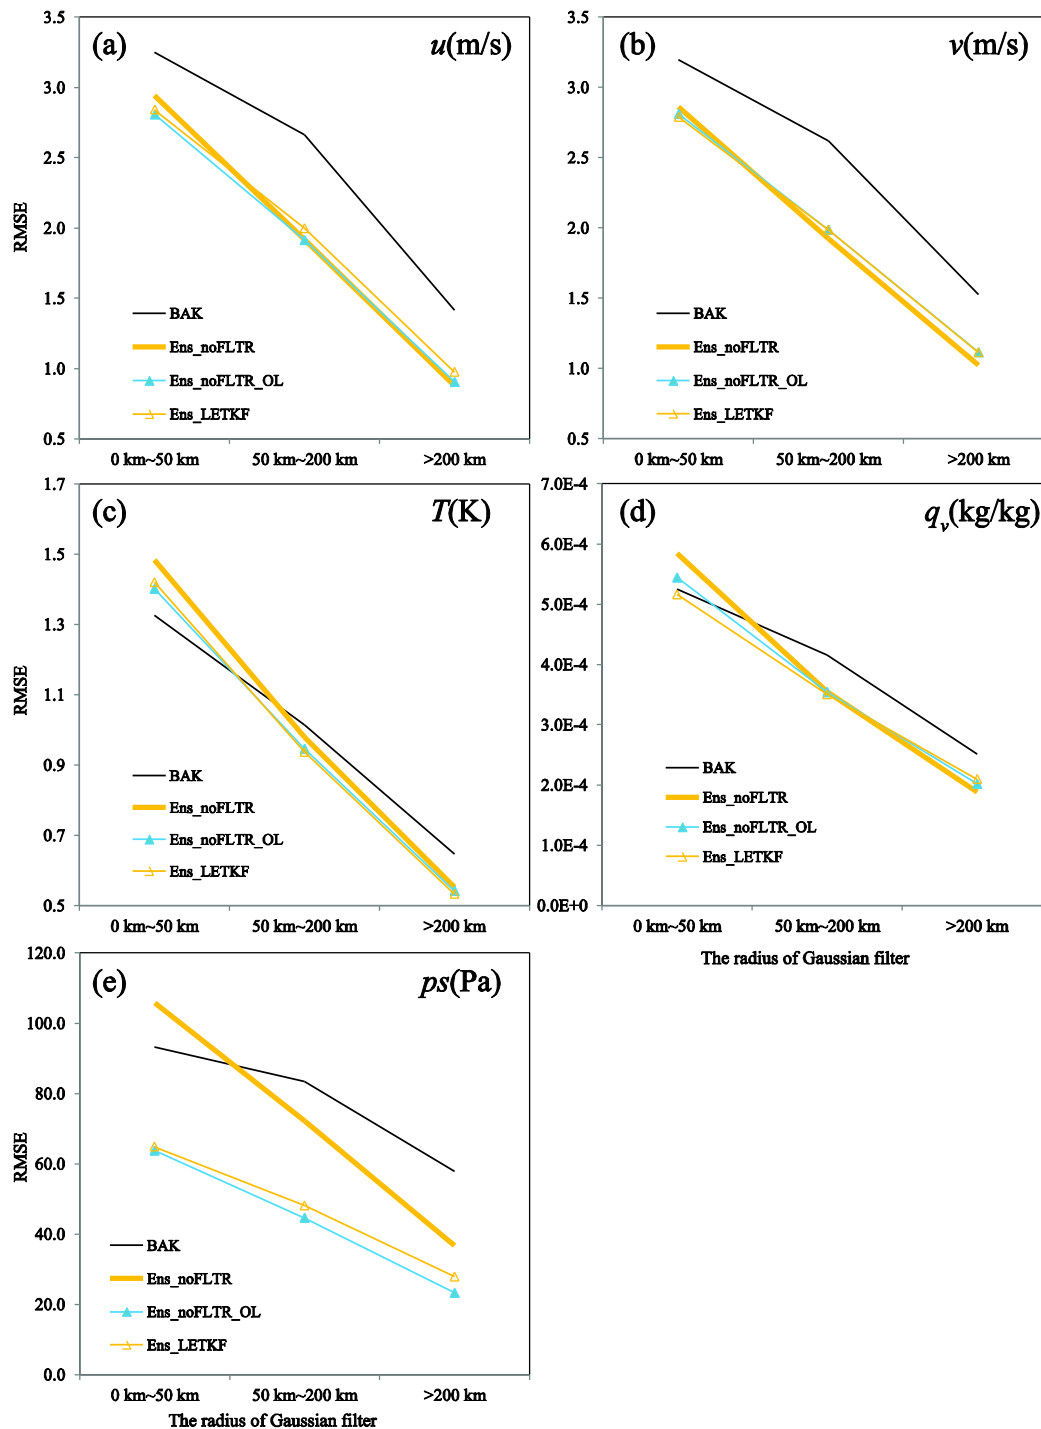 (a) u(m/s)
3.5
3.0
2.5
2.0
1.5
1.0
0.5
RMSE
BAK
Ens_noFLTR
Ens_noFLTR_OL
Ens_LETKF
0 km~50 km 50 km~200 km >200 km
(b) v(m/s)
3.5
3.0
2.5
2.0
1.5
1.0
0.5
BAK
Ens_noFLTR
Ens_noFLTR_OL
Ens_LETKF
0 km~50 km 50 km~200 km >200 km
(c) T(K)
1.7
1.5
1.3
1.1
0.9
0.7
0.5
RMSE
BAK
Ens_noFLTR
Ens_noFLTR_OL
Ens_LETKF
0 km~50 km 50 km~200 km >200 km
(d) qv(kg/kg)
7.0E-4
6.0E-4
5.0E-4
4.0E-4
3.0E-4
2.0E-4
1.0E-4
0.0E+0
BAK
Ens_noFLTR
Ens_noFLTR_OL
Ens_LETKF
0 km~50 km 50 km~200 km >200 km
The radius of Gaussian filter
(e) ps(Pa)
120.0
100.0
80.0
60.0
40.0
20.0
0.0
RMSE
BAK
Ens_noFLTR
Ens_noFLTR_OL
Ens_LETKF
0 km~50 km 50 km~200 km >200 km
The radius of Gaussian filter